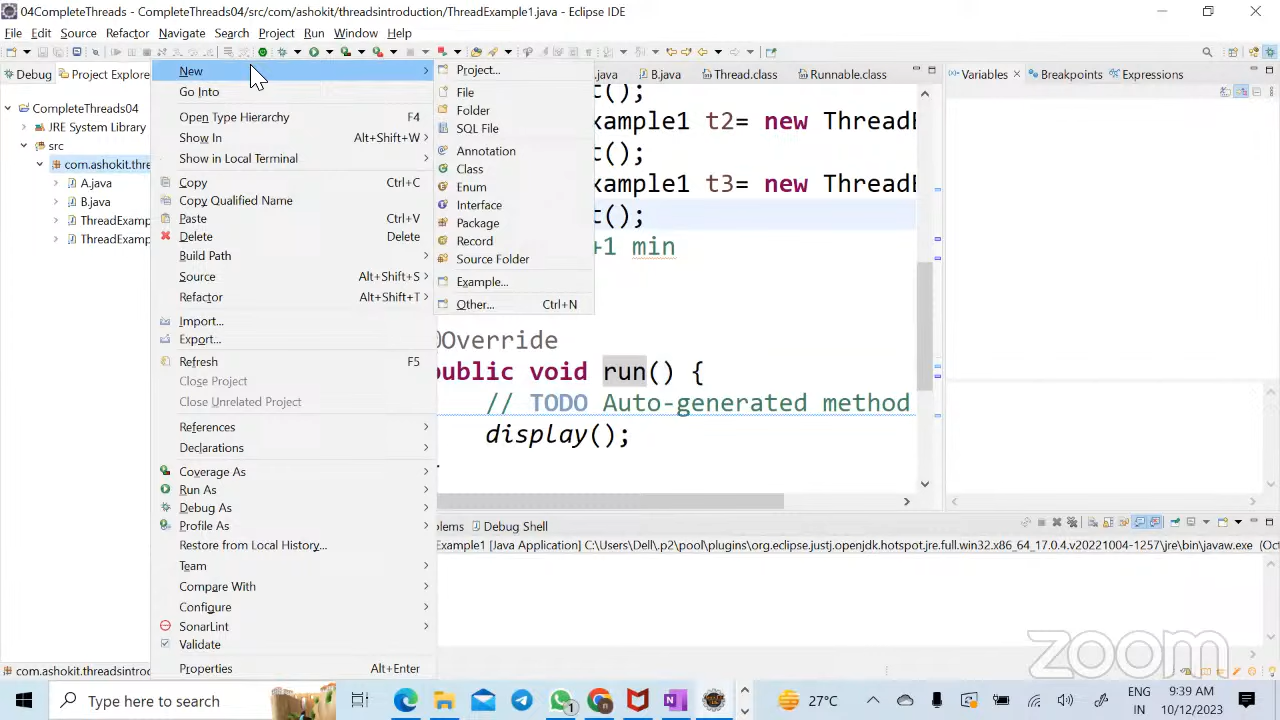 04CompleteThreads - CompleteThreads04/src/com/ashokit/threadsintroduction/ThreadExample1.java - Eclipse IDE
File Edit Source Refactor Navigate Search Project Run Window Help
Debug Project Explore
CompleteThreads04
JRE System Library
src
com.ashokit.thre
A.java
B.java
ThreadExamp
ThreadExamp
New
Go Into
Open Type Hierarchy F4
Show In Alt+Shift+W
Show in Local Terminal
Copy Ctrl+C
Copy Qualified Name
Paste Ctrl+V
Delete Delete
Build Path
Source Alt+Shift+S
Refactor Alt+Shift+T
Import...
Export...
Refresh F5
Close Project
Close Unrelated Project
References
Declarations
Coverage As
Run As
Debug As
Profile As
Restore from Local History...
Team
Compare With
Configure
SonarLint
Validate
Properties Alt+Enter
Project...
File
Folder
SQL File
Annotation
Class
Enum
Interface
Package
Record
Source Folder
Example...
Other... Ctrl+N
.java B.java Thread.class Runnable.class
t();
xample1 t2= new ThreadE
t();
xample1 t3= new ThreadE
t();
+1 min
@Override
public void run() {
// TODO Auto-generated method
display();
Variables Breakpoints Expressions
blems Debug Shell
Example1 [Java Application] C:\Users\Dell\.p2\pool\plugins\org.eclipse.justj.openjdk.hotspot.jre.full.win32.x86_64_17.0.4.v20221004-1257\jre\bin\javaw.exe (Oct
com.ashokit.threadsintrod
zoom
Type here to search
1
27°C
ENG
IN
9:39 AM
10/12/2023